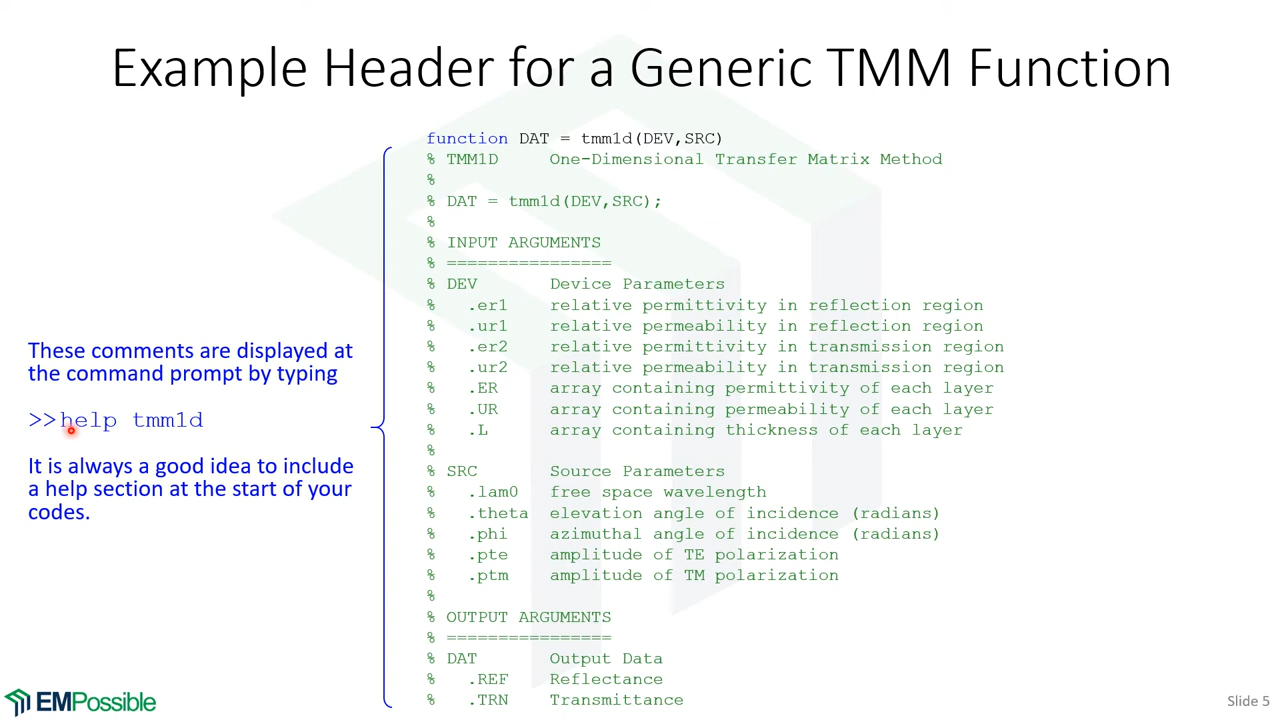 Example Header for a Generic TMM Function
function DAT = tmm1d(DEV,SRC)
% TMM1D     One-Dimensional Transfer Matrix Method
%
% DAT = tmm1d(DEV,SRC);
%
% INPUT ARGUMENTS
% ================
% DEV       Device Parameters
%   .er1    relative permittivity in reflection region
%   .ur1    relative permeability in reflection region
%   .er2    relative permittivity in transmission region
%   .ur2    relative permeability in transmission region
%   .ER     array containing permittivity of each layer
%   .UR     array containing permeability of each layer
%   .L      array containing thickness of each layer
%
% SRC       Source Parameters
%   .lam0   free space wavelength
%   .theta  elevation angle of incidence (radians)
%   .phi    azimuthal angle of incidence (radians)
%   .pte    amplitude of TE polarization
%   .ptm    amplitude of TM polarization
%
% OUTPUT ARGUMENTS
% ================
% DAT       Output Data
%   .REF    Reflectance
%   .TRN    Transmittance
These comments are displayed at
the command prompt by typing
>>help tmm1d
It is always a good idea to include
a help section at the start of your
codes.
EMPossible
Slide 5